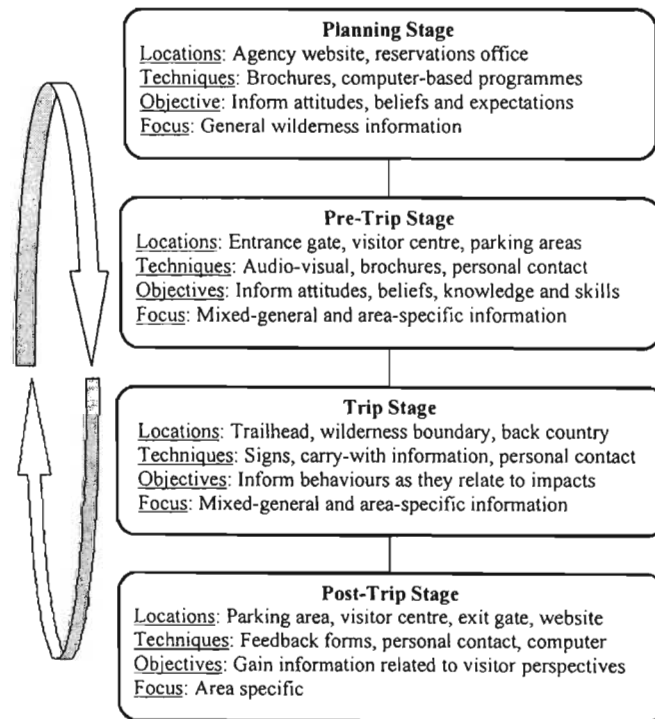 Planning Stage
Locations: Agency website, reservations office
Techniques: Brochures, computer-based programmes
Objective: Inform attitudes, beliefs and expectations
Focus: General wilderness information
Pre-Trip Stage
Locations: Entrance gate, visitor centre, parking areas
Techniques: Audio-visual, brochures, personal contact
Objectives: Inform attitudes, beliefs, knowledge and skills
Focus: Mixed-general and area-specific information
Trip Stage
Locations: Trailhead, wilderness boundary, back country
Techniques: Signs, carry-with information, personal contact
Objectives: Inform behaviours as they relate to impacts
Focus: Mixed-general and area-specific information
Post-Trip Stage
Locations: Parking area, visitor centre, exit gate, website
Techniques: Feedback forms, personal contact, computer
Objectives: Gain information related to visitor perspectives
Focus: Area specific